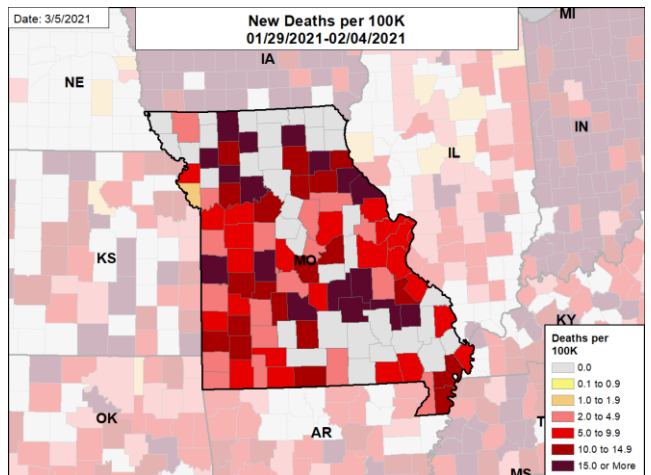 Date: 3/5/2021
New Deaths per 100K
01/29/2021-02/04/2021
MI
IA
NE
IN
IL
KS
MO
KY
OK
AR
T
MS
Deaths per
100K
0.0
0.1 to 0.9
1.0 to 1.9
2.0 to 4.9
5.0 to 9.9
10.0 to 14.9
15.0 or More